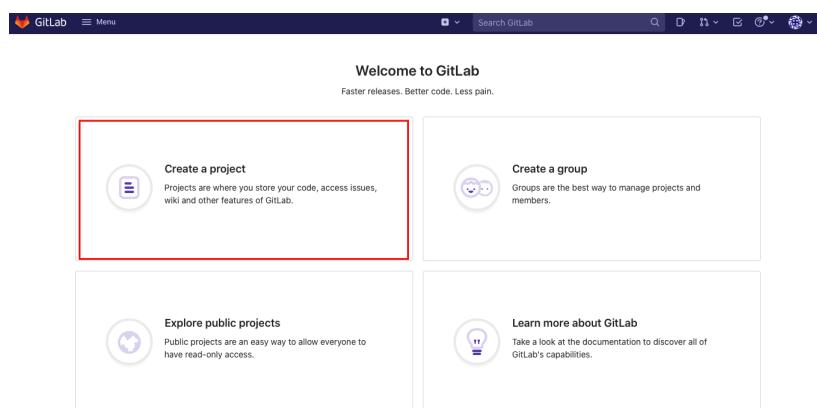 GitLab Menu Search GitLab
Welcome to GitLab
Faster releases. Better code. Less pain.
Create a project
Projects are where you store your code, access issues,
wiki and other features of GitLab.
Create a group
Groups are the best way to manage projects and
members.
Explore public projects
Public projects are an easy way to allow everyone to
have read-only access.
Learn more about GitLab
Take a look at the documentation to discover all of
GitLab's capabilities.